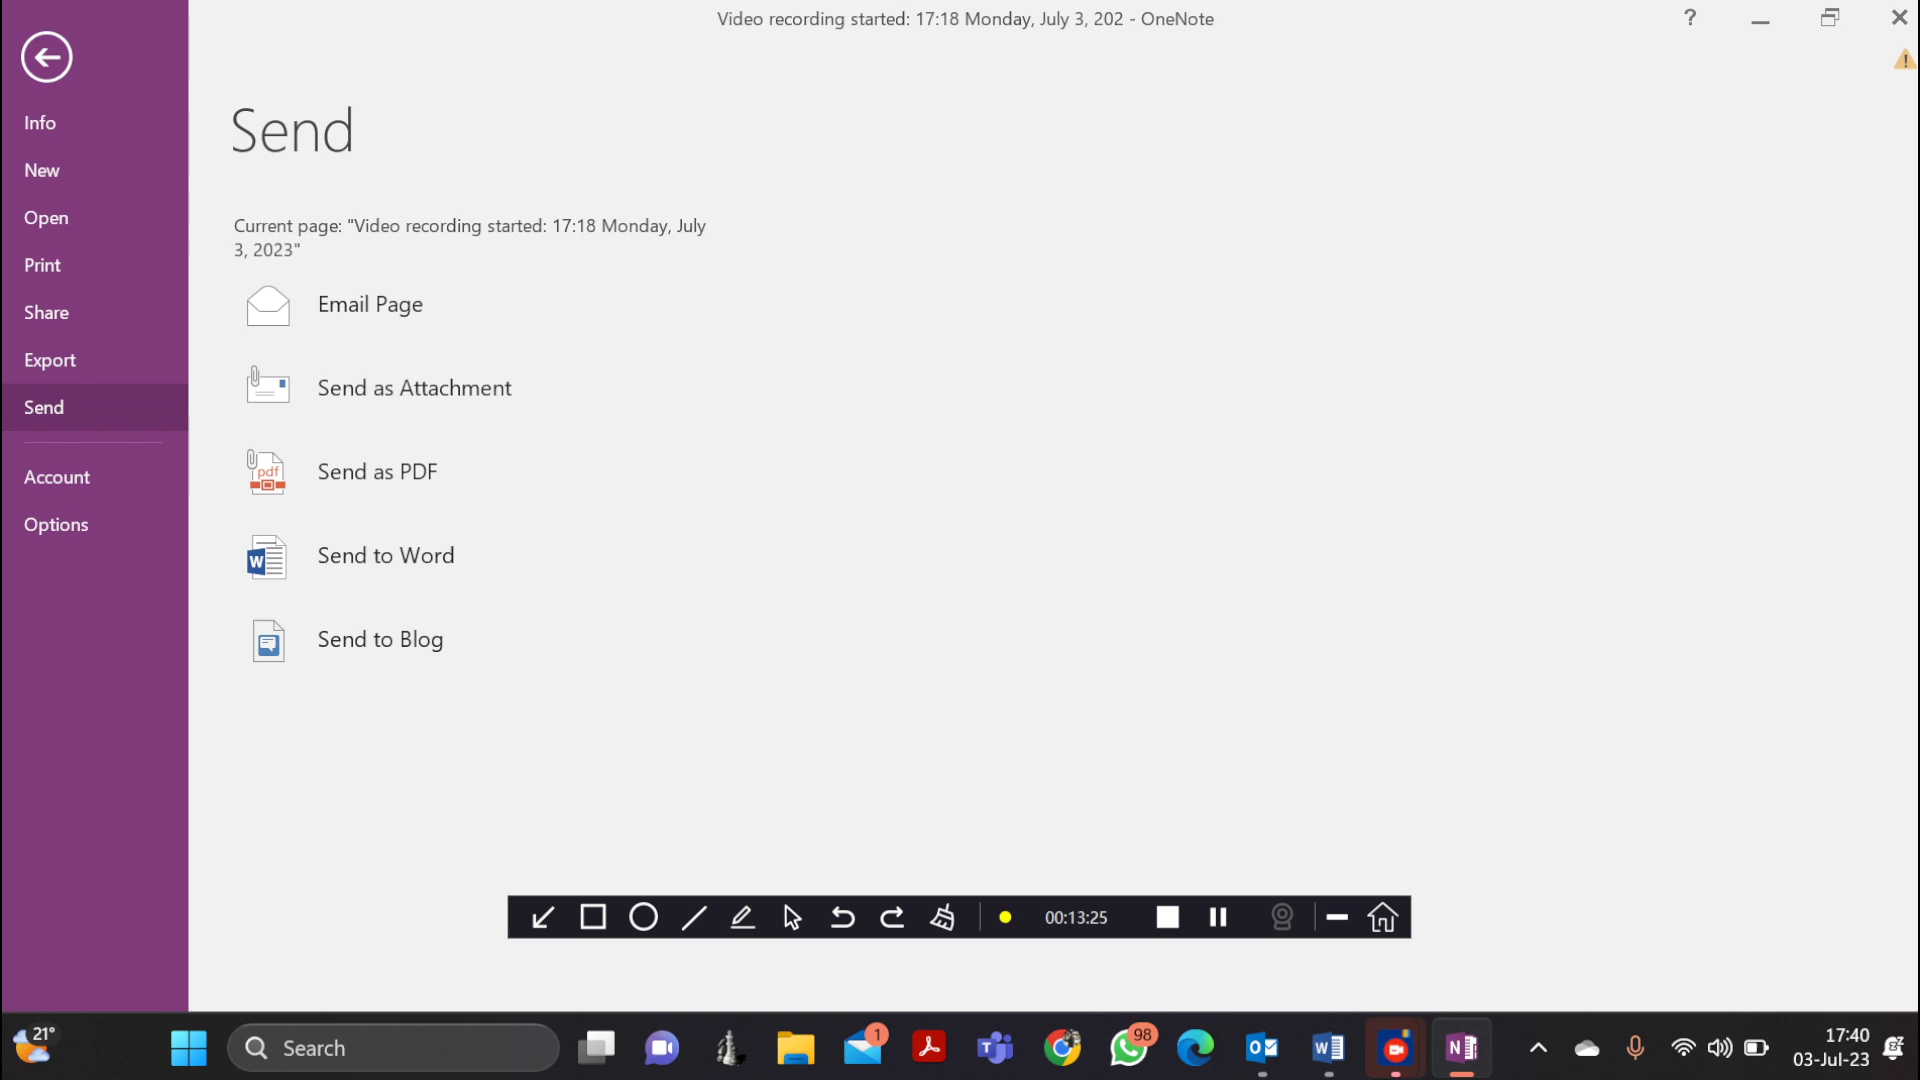 Video recording started: 17:18 Monday, July 3, 202 - OneNote
?
Info
New
Open
Print
Share
Export
Send
Account
Options
Send
Current page: "Video recording started: 17:18 Monday, July
3, 2023"
Email Page
Send as Attachment
pdf
Send as PDF
W
Send to Word
Send to Blog
00:13:25
21°
Search
1
98
17:40
03-Jul-23